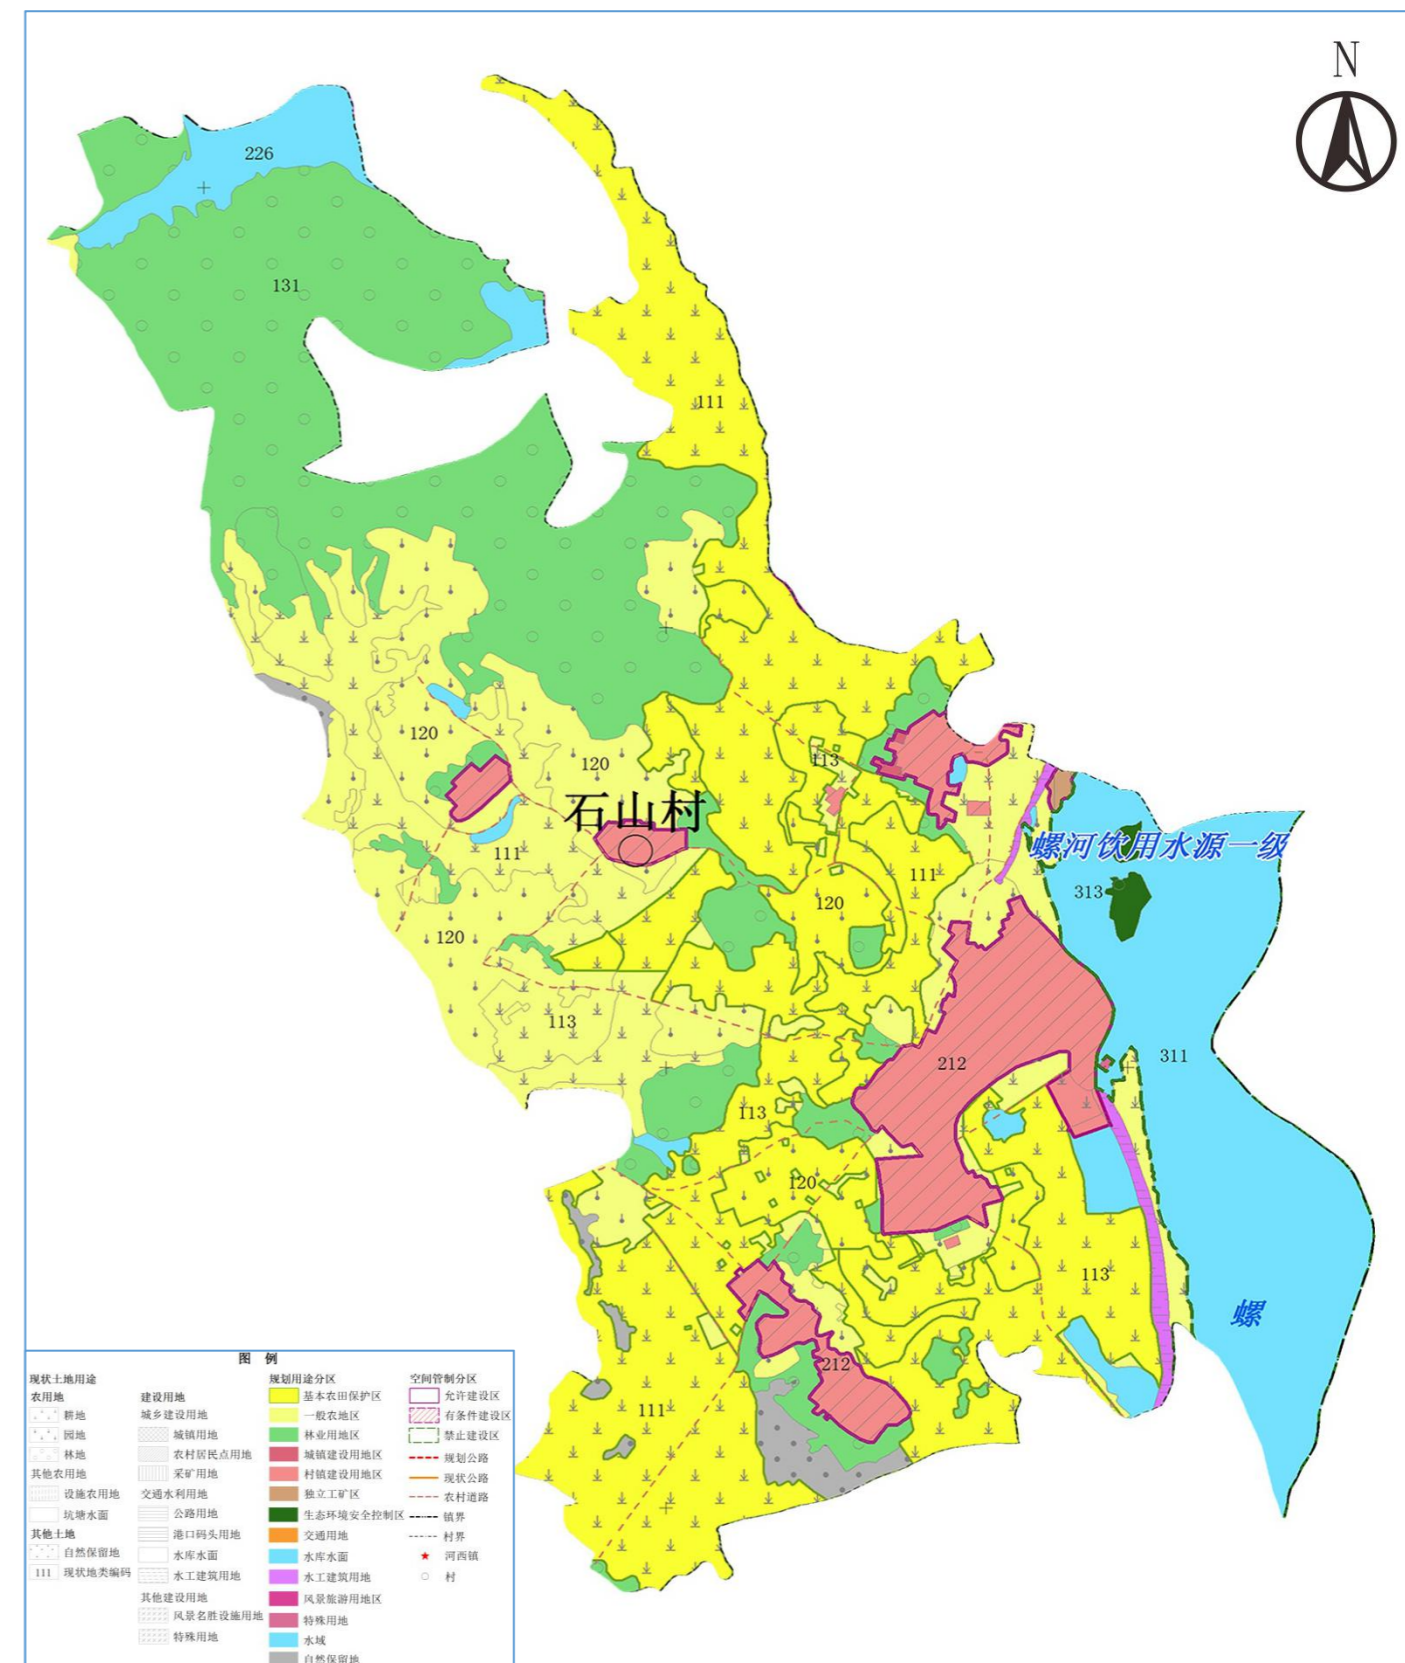 N
226
131
111
120
113
120
石山村
螺河饮用水源一级
111
111
120
313
120
113
212
311
113
120
113
螺
212
111
图 例
现状土地用途
农用地
耕地
园地
林地
其他农用地
设施农用地
坑塘水面
其他土地
自然保留地
111 现状地类编码
建设用地
城乡建设用地
城镇用地
农村居民点用地
采矿用地
交通水利用地
公路用地
港口码头用地
水库水面
水工建筑用地
其他建设用地
风景名胜设施用地
特殊用地
规划用途分区
基本农田保护区
一般农地区
林业用地区
城镇建设用地区
村镇建设用地区
独立工矿区
生态环境安全控制区
交通用地
水库水面
水工建筑用地
风景旅游用地区
特殊用地
水域
自然保留地
空间管制分区
允许建设区
有条件建设区
禁止建设区
规划公路
现状公路
农村道路
镇界
村界
河西镇
村